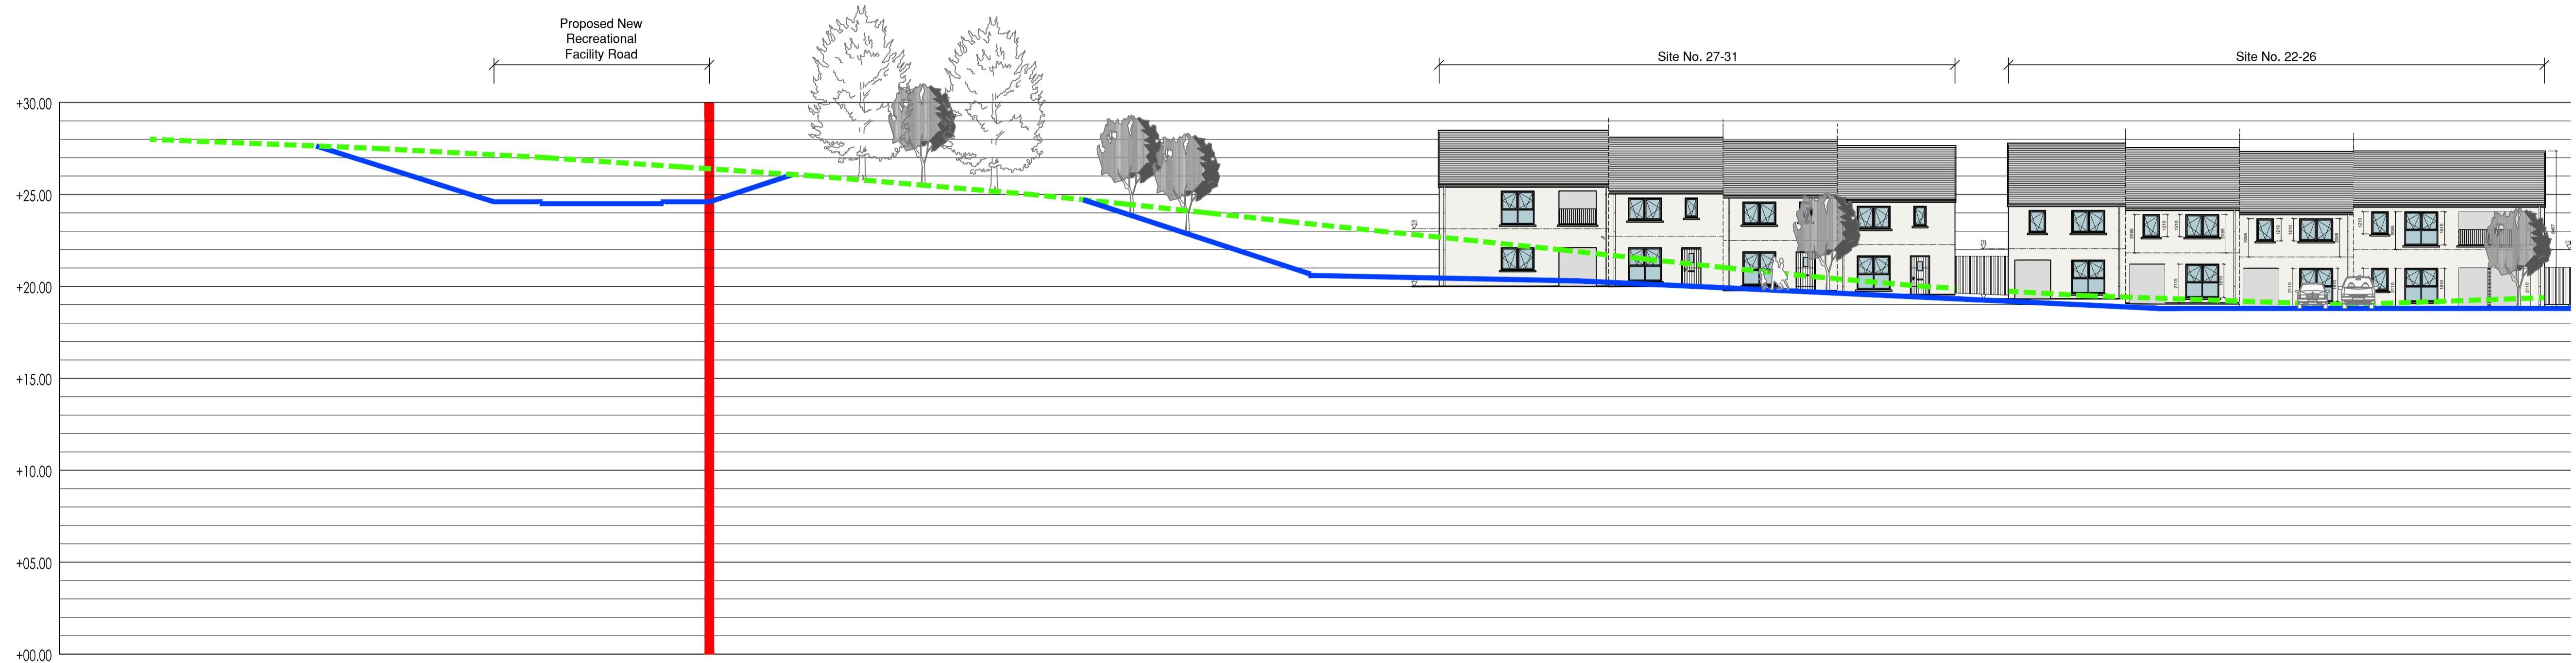 Proposed New
Recreational
Facility Road
Site No. 27-31
Site No. 22-26
+30.00
+25.00
+20.00
+15.00
+10.00
+05.00
+00.00